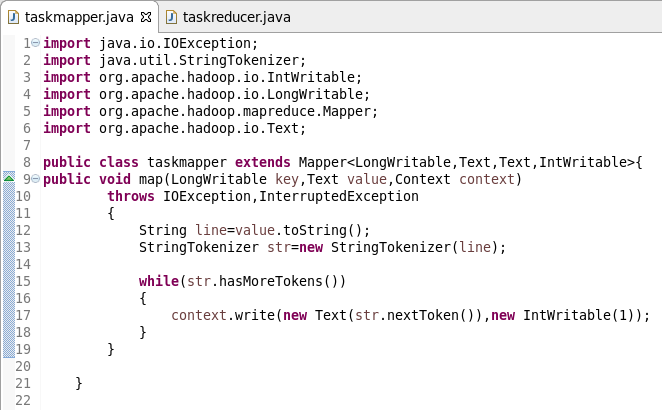 taskmapper.java taskreducer.java
1 import java.io.IOException;
2 import java.util.StringTokenizer;
3 import org.apache.hadoop.io.IntWritable;
4 import org.apache.hadoop.io.LongWritable;
5 import org.apache.hadoop.mapreduce.Mapper;
6 import org.apache.hadoop.io.Text;
7
8 public class taskmapper extends Mapper<LongWritable,Text,Text,IntWritable>{
9 public void map(LongWritable key,Text value,Context context)
10         throws IOException,InterruptedException
11         {
12             String line=value.toString();
13             StringTokenizer str=new StringTokenizer(line);
14
15             while(str.hasMoreTokens())
16             {
17                 context.write(new Text(str.nextToken()),new IntWritable(1));
18             }
19         }
20
21     }
22